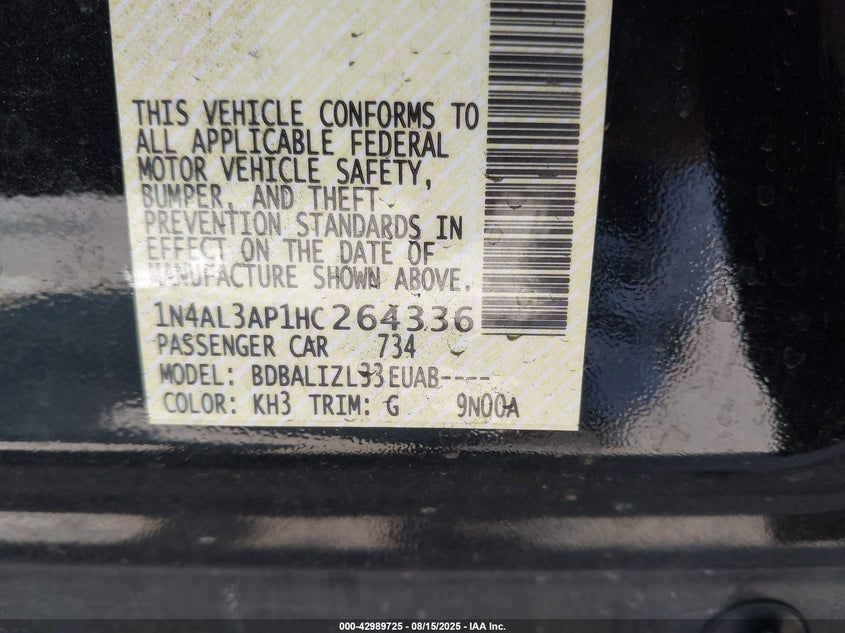 THIS VEHICLE CONFORMS TO
ALL APPLICABLE FEDERAL
MOTOR VEHICLE SAFETY,
BUMPER, AND THEFT
PREVENTION STANDARDS IN
EFFECT ON THE DATE OF
MANUFACTURE SHOWN ABOVE.
1N4AL3AP1HC264336
PASSENGER CAR 734
MODEL: BDBALIZL33EUAB----
COLOR: KH3 TRIM: G 9N00A
000-42989725 - 08/15/2025 - IAA Inc.